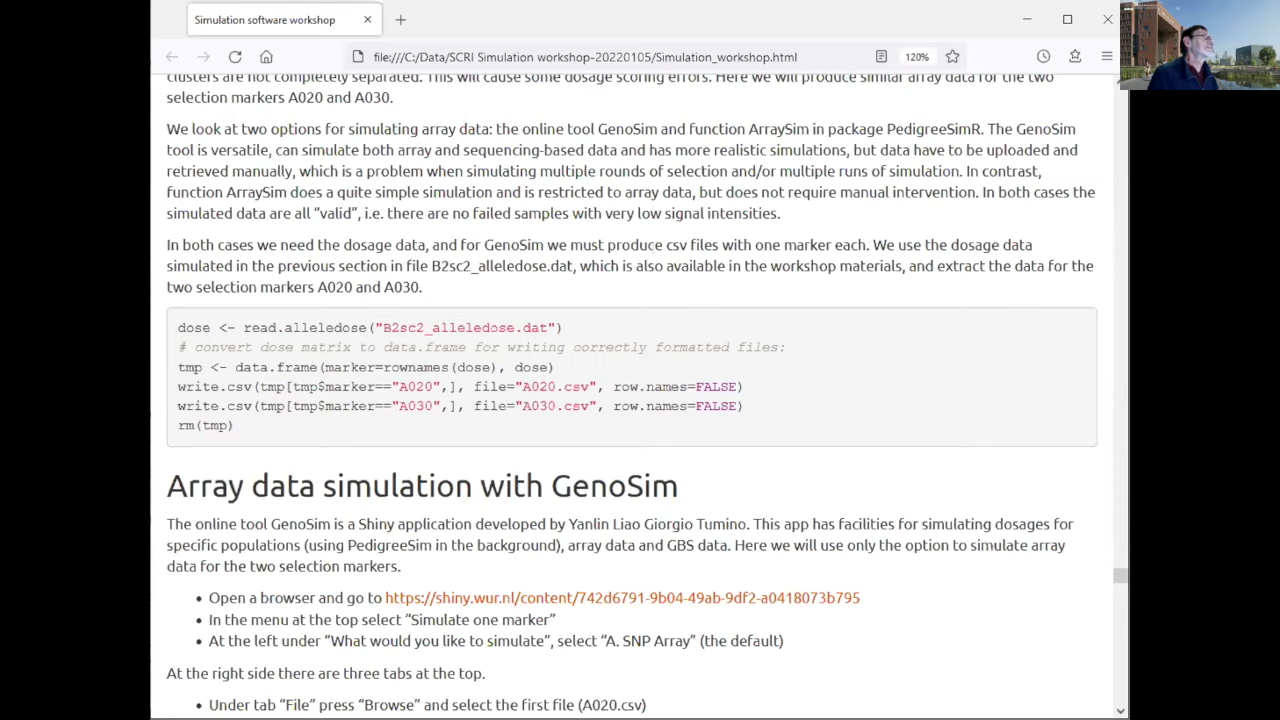 Simulation software workshop
file:///C:/Data/SCRI Simulation workshop-20220105/Simulation_workshop.html
120%
clusters are not completely separated. This will cause some dosage scoring errors. Here we will produce similar array data for the two
selection markers A020 and A030.
We look at two options for simulating array data: the online tool GenoSim and function ArraySim in package PedigreeSimR. The GenoSim
tool is versatile, can simulate both array and sequencing-based data and has more realistic simulations, but data have to be uploaded and
retrieved manually, which is a problem when simulating multiple rounds of selection and/or multiple runs of simulation. In contrast,
function ArraySim does a quite simple simulation and is restricted to array data, but does not require manual intervention. In both cases the
simulated data are all “valid”, i.e. there are no failed samples with very low signal intensities.
In both cases we need the dosage data, and for GenoSim we must produce csv files with one marker each. We use the dosage data
simulated in the previous section in file B2sc2_alleledose.dat, which is also available in the workshop materials, and extract the data for the
two selection markers A020 and A030.
dose <- read.alleledose("B2sc2_alleledose.dat")
# convert dose matrix to data.frame for writing correctly formatted files:
tmp <- data.frame(marker=rownames(dose), dose)
write.csv(tmp[tmp$marker=="A020",], file="A020.csv", row.names=FALSE)
write.csv(tmp[tmp$marker=="A030",], file="A030.csv", row.names=FALSE)
rm(tmp)
Array data simulation with GenoSim
The online tool GenoSim is a Shiny application developed by Yanlin Liao Giorgio Tumino. This app has facilities for simulating dosages for
specific populations (using PedigreeSim in the background), array data and GBS data. Here we will use only the option to simulate array
data for the two selection markers.
• Open a browser and go to https://shiny.wur.nl/content/742d6791-9b04-49ab-9df2-a0418073b795
• In the menu at the top select “Simulate one marker”
• At the left under “What would you like to simulate”, select “A. SNP Array” (the default)
At the right side there are three tabs at the top.
• Under tab “File” press “Browse” and select the first file (A020.csv)